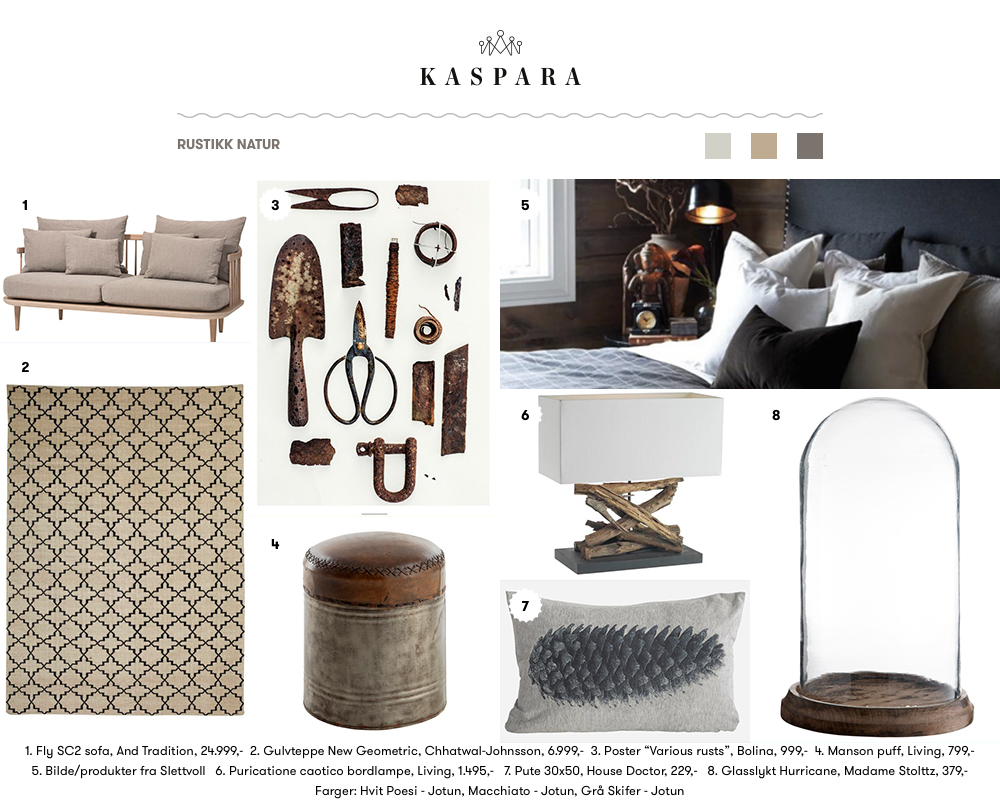 KASPARA
RUSTIKK NATUR
1
3
5
2
6
8
4
7
1. Fly SC2 sofa, And Tradition, 24.999,- 2. Gulvteppe New Geometric, Chhatwal-Johnsson, 6.999,- 3. Poster “Various rusts”, Bolina, 999,- 4. Manson puff, Living, 799,-
5. Bilde/produkter fra Slettvoll 6. Puricatione caotico bordlampe, Living, 1.495,- 7. Pute 30x50, House Doctor, 229,- 8. Glasslykt Hurricane, Madame Stolttz, 379,-
Farger: Hvit Poesi - Jotun, Macchiato - Jotun, Grå Skifer - Jotun